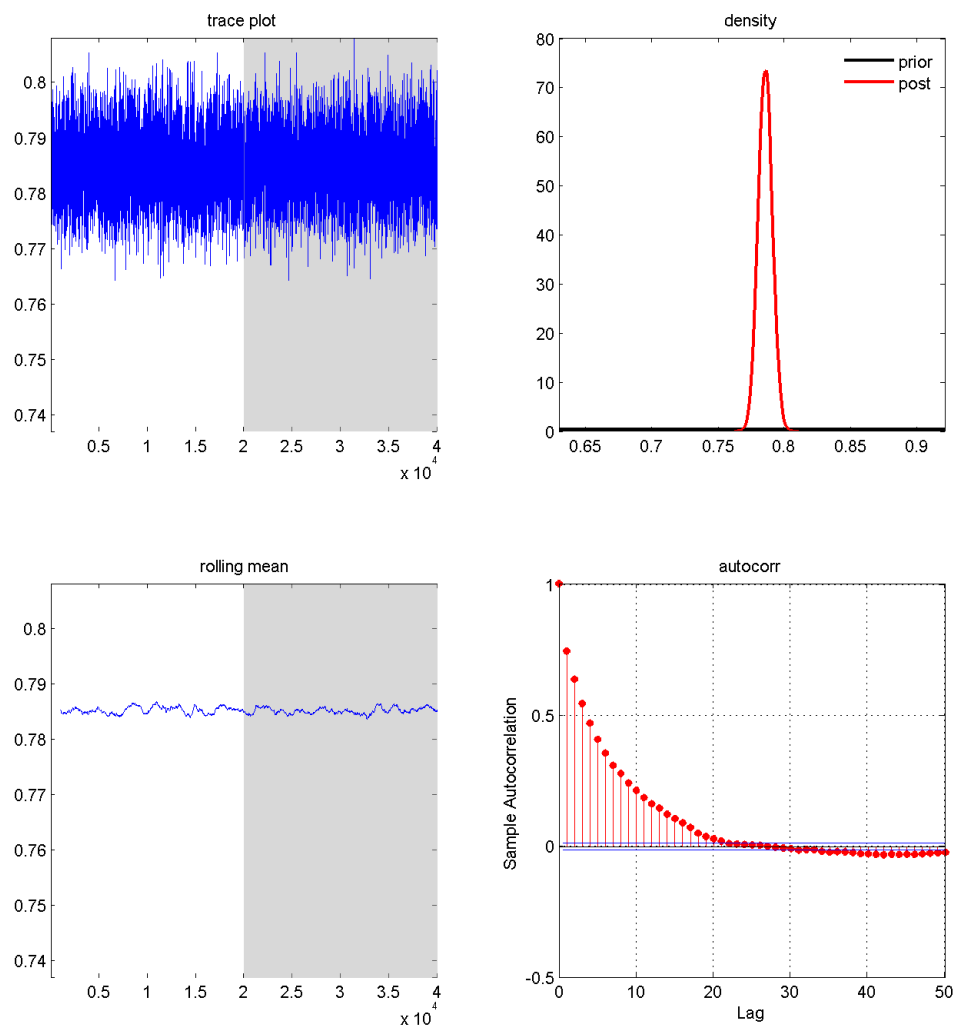 trace plot
0.8
0.79
0.78
0.77
0.76
0.75
0.74
0.5 1 1.5 2 2.5 3 3.5 4
x 10^4
density
80
70
60
50
40
30
20
10
0
prior
post
0.65 0.7 0.75 0.8 0.85 0.9
rolling mean
0.8
0.79
0.78
0.77
0.76
0.75
0.74
0.5 1 1.5 2 2.5 3 3.5 4
x 10^4
autocorr
Sample Autocorrelation
1
0.5
0
-0.5
0 10 20 30 40 50
Lag